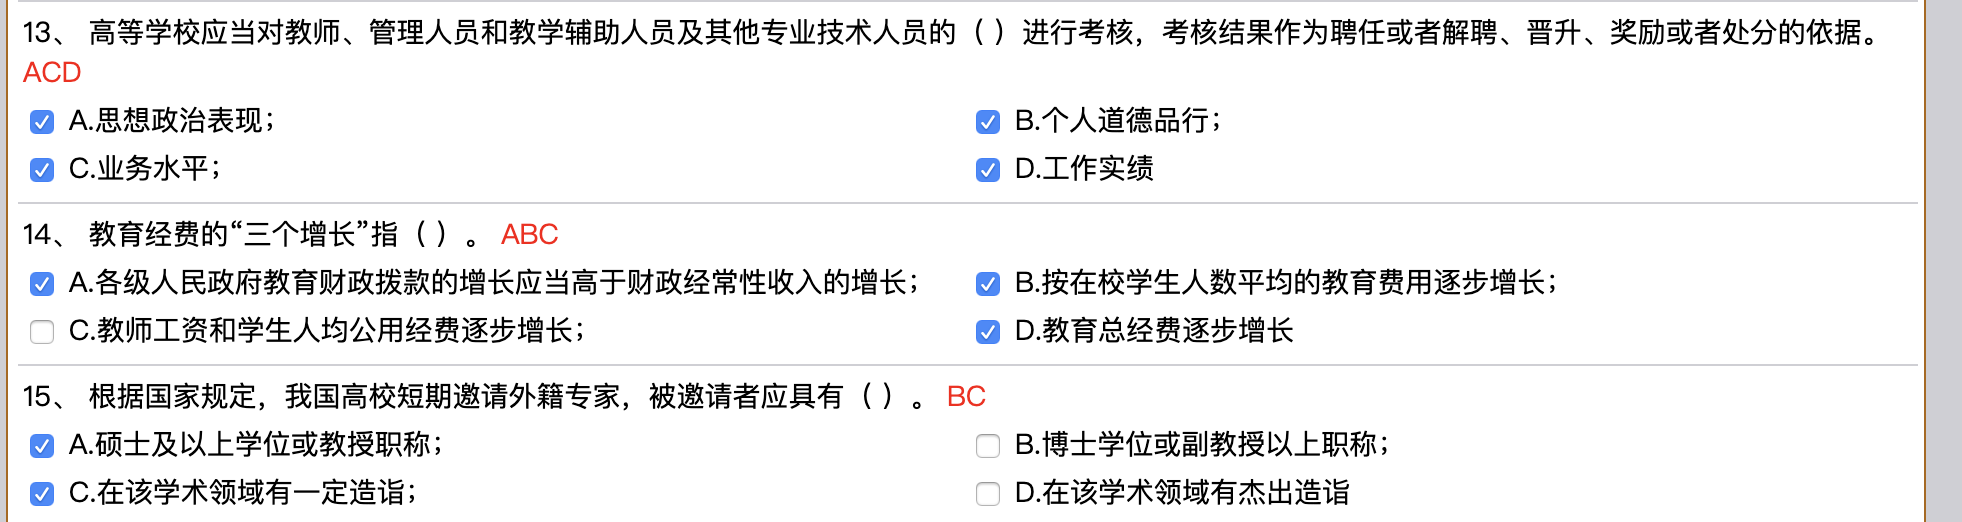 13、 高等学校应当对教师、管理人员和教学辅助人员及其他专业技术人员的（ ）进行考核，考核结果作为聘任或者解聘、晋升、奖励或者处分的依据。
ACD
A.思想政治表现； B.个人道德品行；
C.业务水平； D.工作实绩
14、 教育经费的“三个增长”指（ ）。 ABC
A.各级人民政府教育财政拨款的增长应当高于财政经常性收入的增长； B.按在校学生人数平均的教育费用逐步增长；
C.教师工资和学生人均公用经费逐步增长； D.教育总经费逐步增长
15、 根据国家规定，我国高校短期邀请外籍专家，被邀请者应具有（ ）。 BC
A.硕士及以上学位或教授职称； B.博士学位或副教授以上职称；
C.在该学术领域有一定造诣； D.在该学术领域有杰出造诣